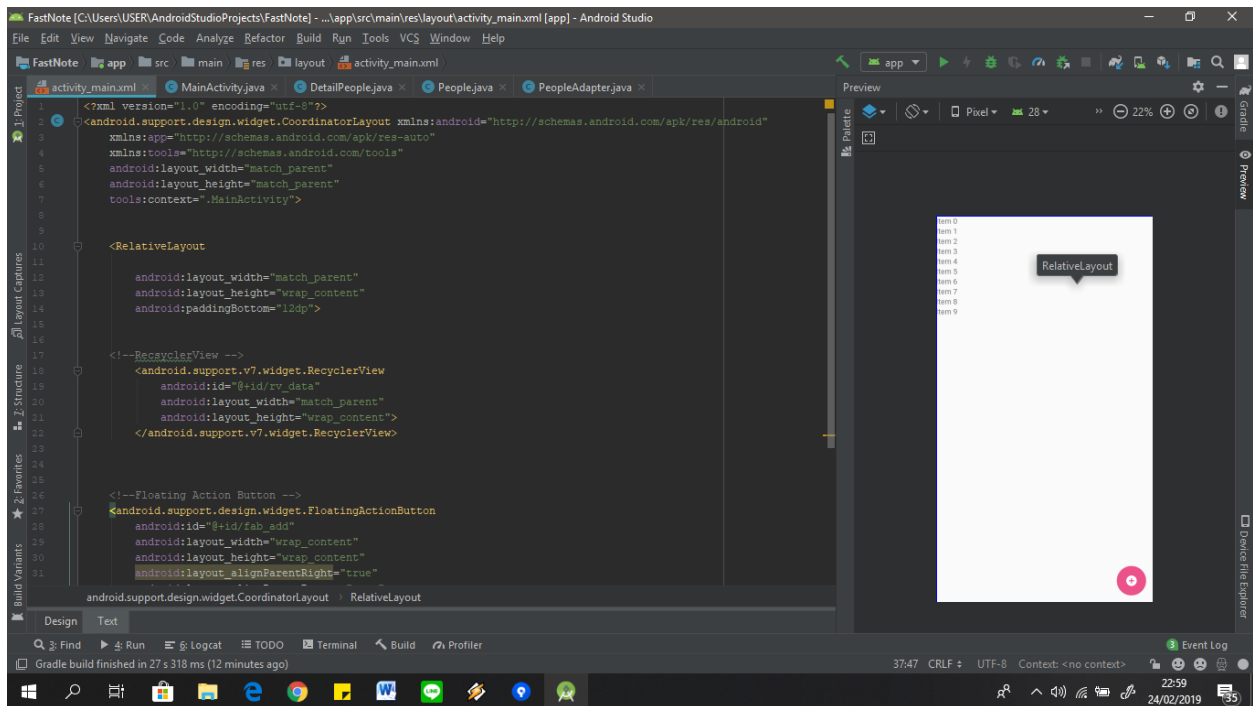 FastNote [C:\Users\USER\AndroidStudioProjects\FastNote] - ...\app\src\main\res\layout\activity_main.xml [app] - Android Studio
File Edit View Navigate Code Analyze Refactor Build Run Tools VCS Window Help
FastNote app src main res layout activity_main.xml app
activity_main.xml MainActivity.java DetailPeople.java People.java PeopleAdapter.java Preview
1: Project
Layout Captures
7: Structure
2: Favorites
Build Variants
1 <?xml version="1.0" encoding="utf-8"?>
2 <android.support.design.widget.CoordinatorLayout xmlns:android="http://schemas.android.com/apk/res/android"
3 xmlns:app="http://schemas.android.com/apk/res-auto"
4 xmlns:tools="http://schemas.android.com/tools"
5 android:layout_width="match_parent"
6 android:layout_height="match_parent"
7 tools:context=".MainActivity">
8
9
10 <RelativeLayout
11
12 android:layout_width="match_parent"
13 android:layout_height="wrap_content"
14 android:paddingBottom="12dp">
15
16
17 <!--RecsyclerView -->
18 <android.support.v7.widget.RecyclerView
19 android:id="@+id/rv_data"
20 android:layout_width="match_parent"
21 android:layout_height="wrap_content">
22 </android.support.v7.widget.RecyclerView>
23
24
25
26 <!--Floating Action Button -->
27 <android.support.design.widget.FloatingActionButton
28 android:id="@+id/fab_add"
29 android:layout_width="wrap_content"
30 android:layout_height="wrap_content"
31 android:layout_alignParentRight="true"
android.support.design.widget.CoordinatorLayout RelativeLayout
Design Text
Palette
Pixel 28 22%
Item 0
Item 1
Item 2
Item 3
Item 4
Item 5
Item 6
Item 7
Item 8
Item 9
RelativeLayout
Gradle
Preview
Device File Explorer
3: Find 4: Run 6: Logcat TODO Terminal Build Profiler 3 Event Log
Gradle build finished in 27 s 318 ms (12 minutes ago) 37:47 CRLF UTF-8 Context: <no context>
LINE
22:59
24/02/2019
35